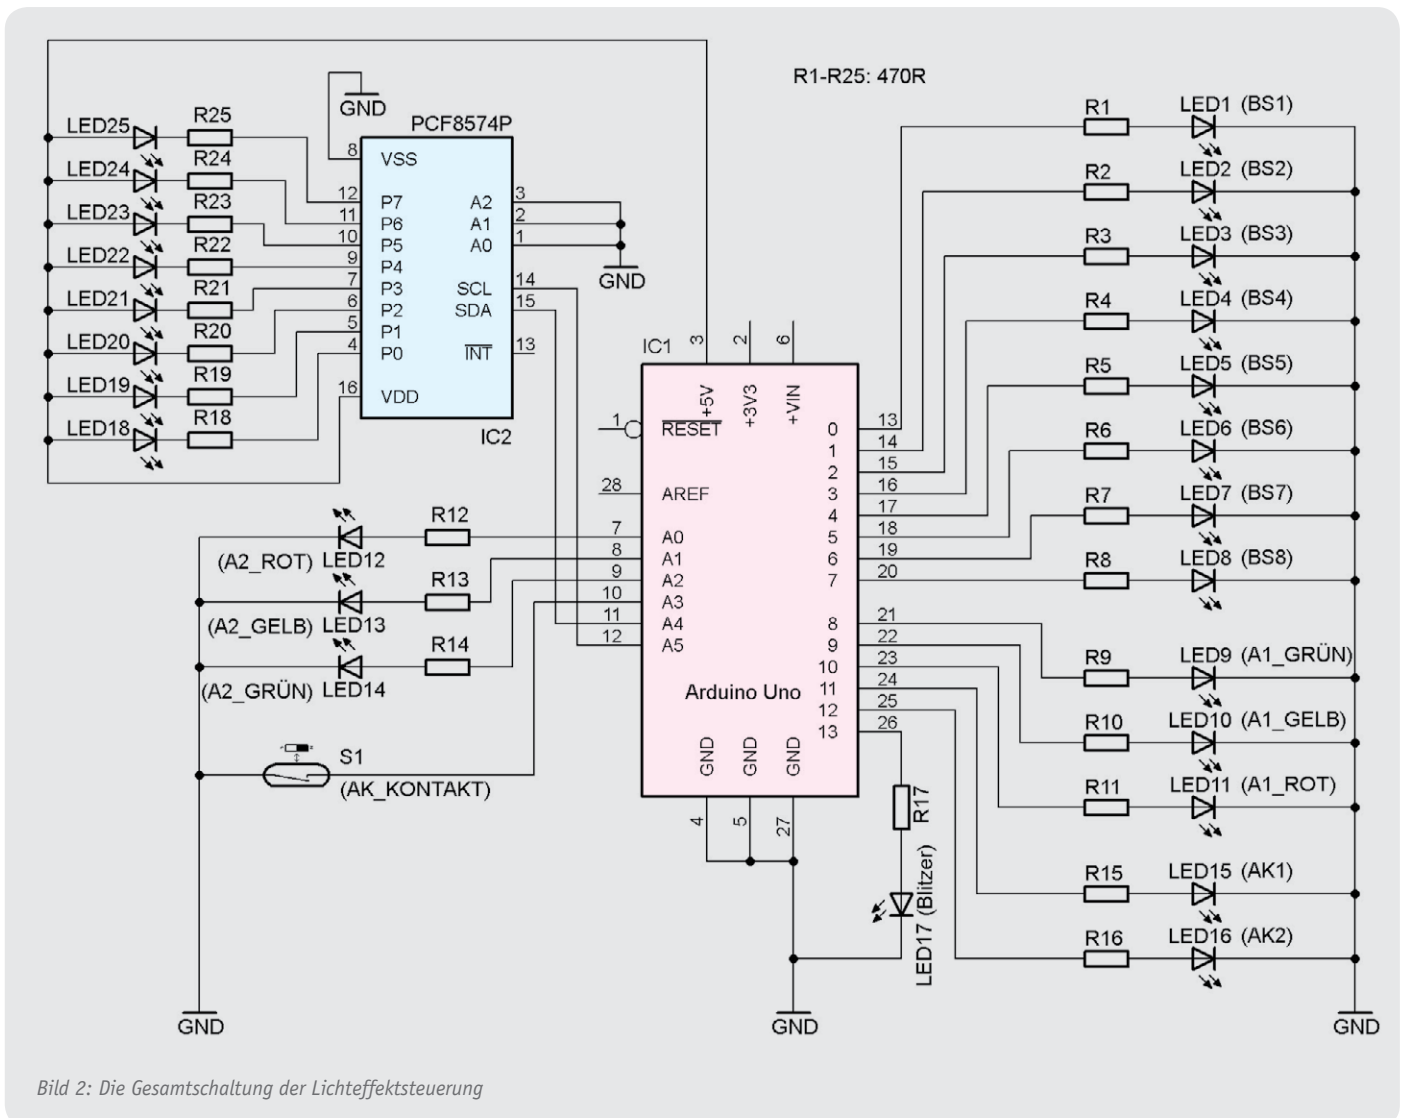 R1-R25: 470R
GND
PCF8574P
LED25
R25
LED24
R24
LED23
R23
LED22
R22
LED21
R21
LED20
R20
LED19
R19
LED18
R18
8
VSS
12
P7
11
P6
10
P5
9
P4
7
P3
6
P2
5
P1
4
P0
16
VDD
A2
3
A1
2
A0
1
SCL
14
SDA
15
INT
13
IC2
GND
IC1
3
2
6
+5V
+3V3
+VIN
1
RESET
28
AREF
7
A0
8
A1
9
A2
10
A3
11
A4
12
A5
Arduino Uno
0
13
1
14
2
15
3
16
4
17
5
18
6
19
7
20
8
21
9
22
10
23
11
24
12
25
13
26
GND
GND
GND
4
5
27
R12
(A2_ROT) LED12
R13
(A2_GELB) LED13
R14
(A2_GRÜN) LED14
S1
(AK_KONTAKT)
R17
LED17 (Blitzer)
R1
LED1 (BS1)
R2
LED2 (BS2)
R3
LED3 (BS3)
R4
LED4 (BS4)
R5
LED5 (BS5)
R6
LED6 (BS6)
R7
LED7 (BS7)
R8
LED8 (BS8)
R9
LED9 (A1_GRÜN)
R10
LED10 (A1_GELB)
R11
LED11 (A1_ROT)
R15
LED15 (AK1)
R16
LED16 (AK2)
GND
GND
GND
Bild 2: Die Gesamtschaltung der Lichteffektsteuerung